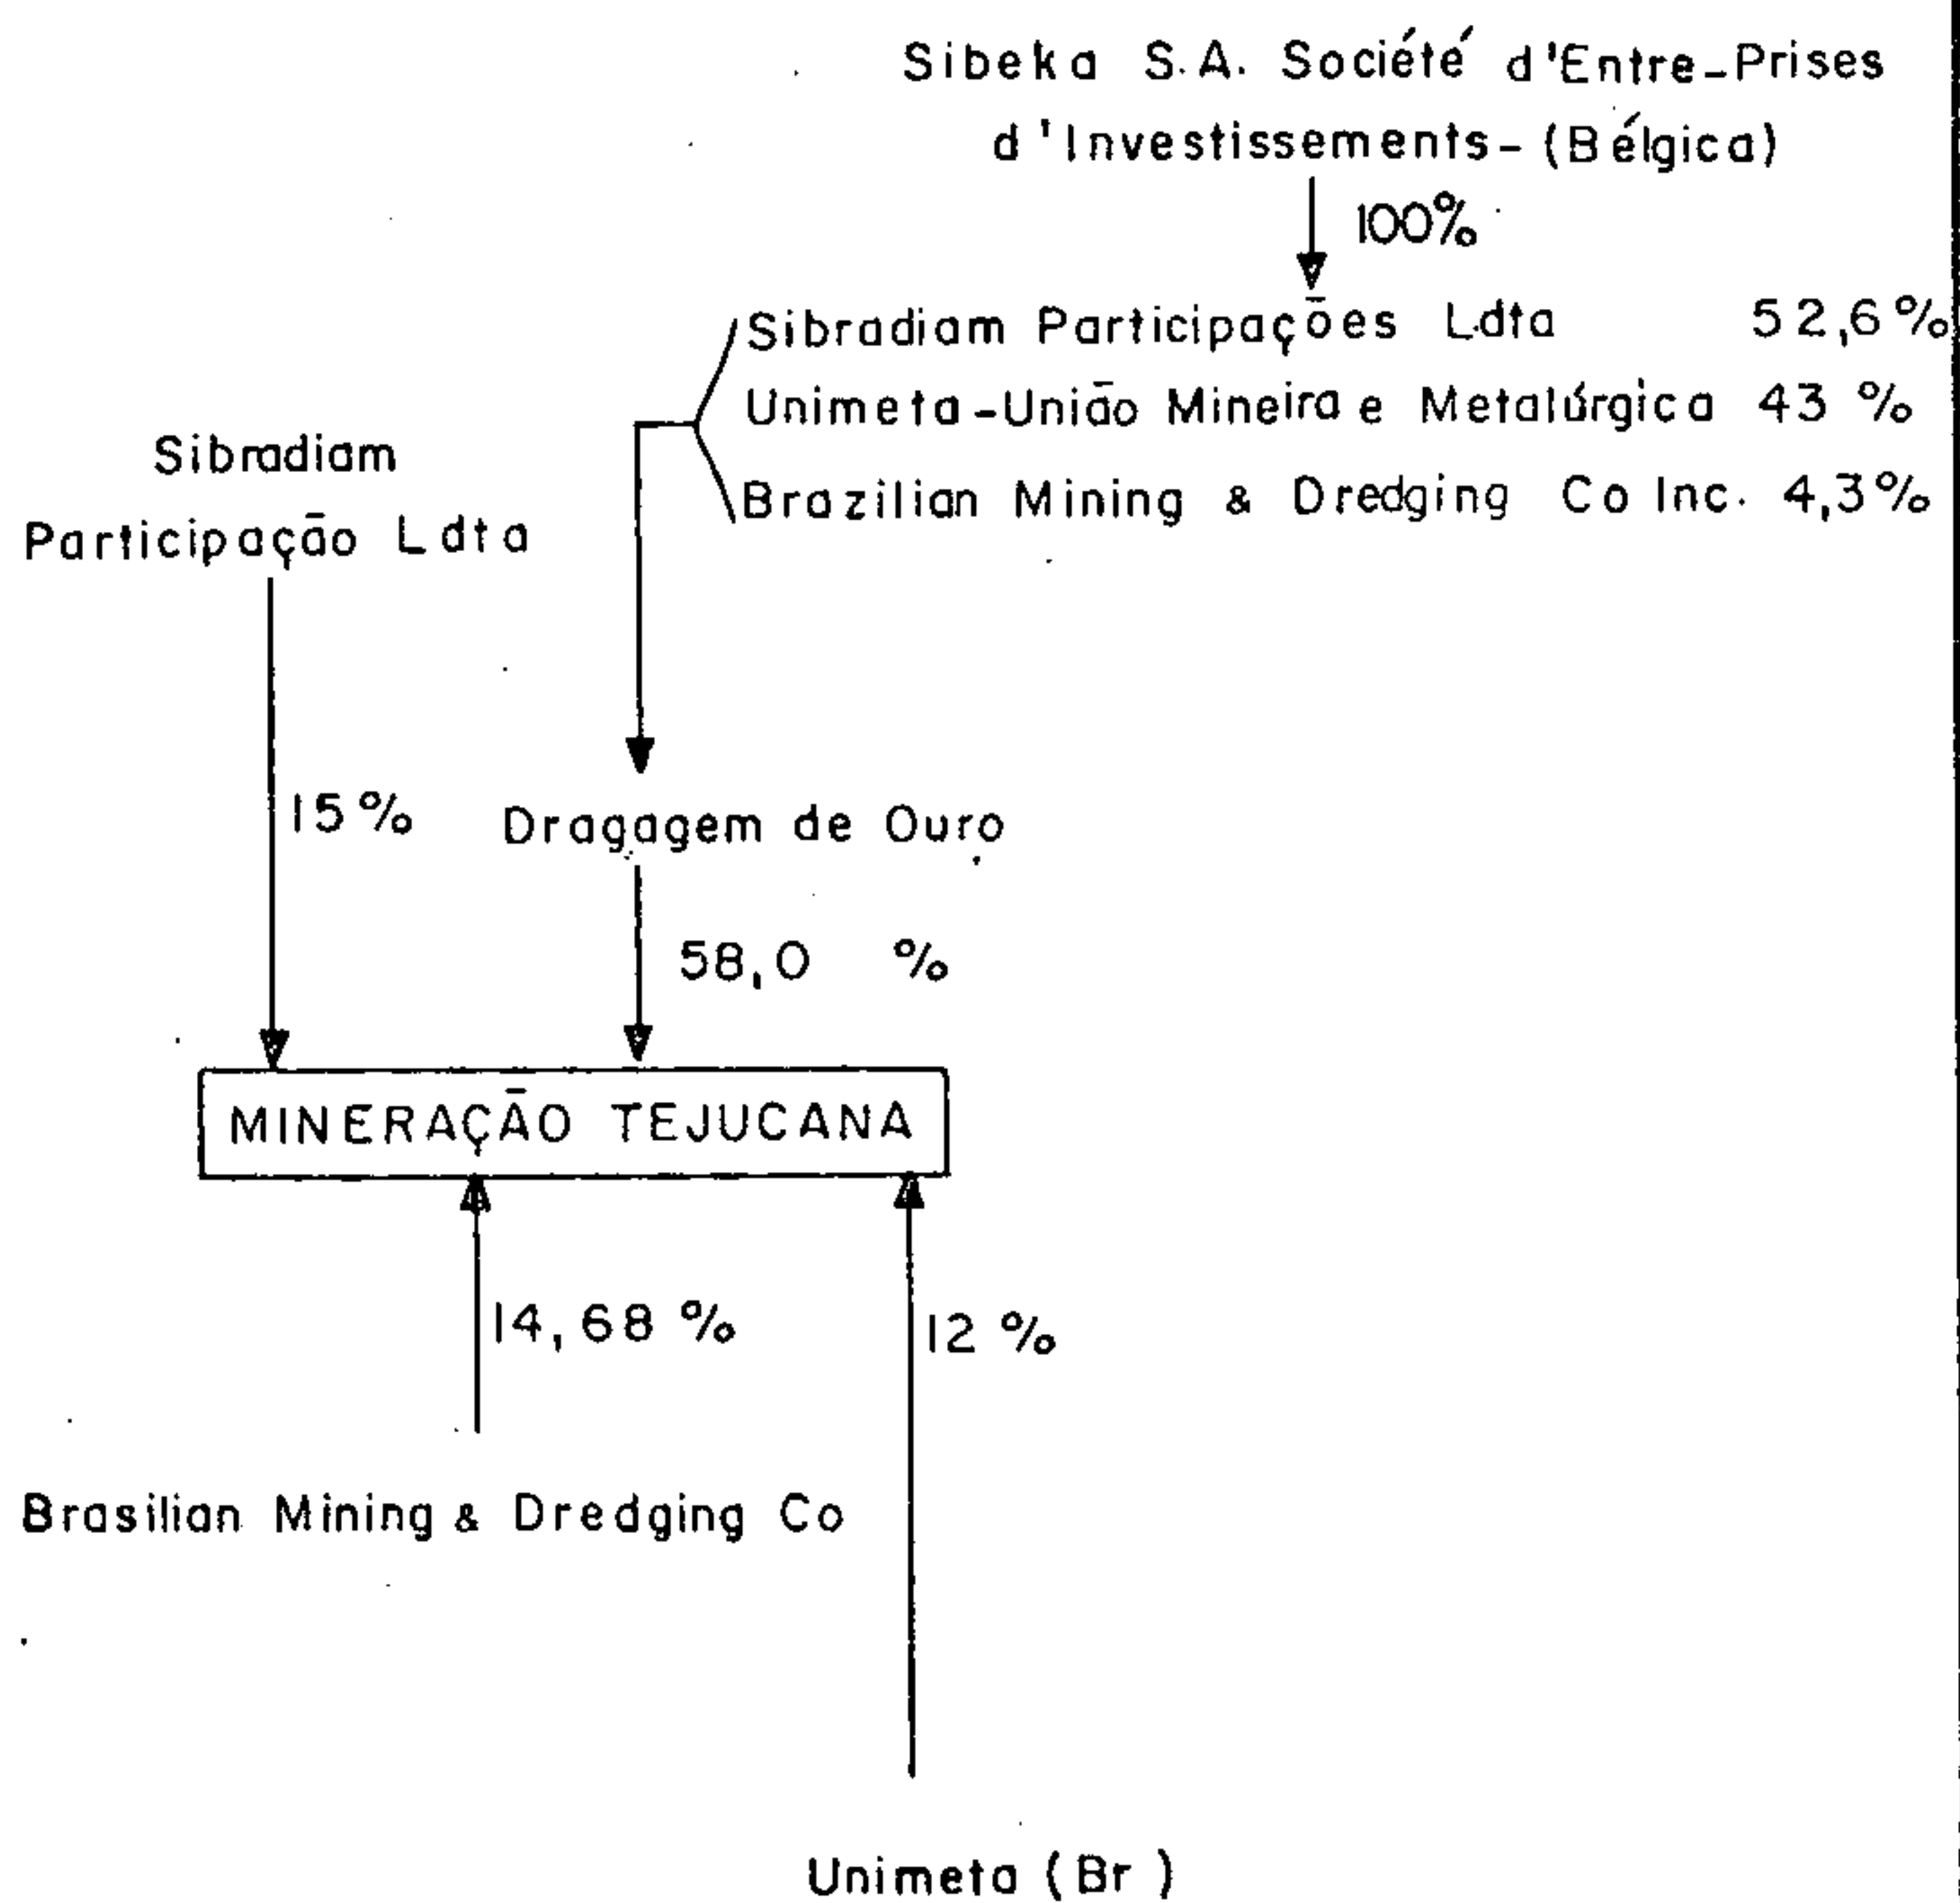 Sibeka S.A. Société d'Entre-Prises
d'Investissements-(Bélgica)
100%
Sibradiam Participações Ldta 52,6%
Unimeta-União Mineira e Metalúrgica 43 %
Brazilian Mining & Dredging Co Inc. 4,3%
Sibradiam
Participação Ldta
15%
Dragagem de Ouro
58,0 %
MINERAÇÃO TEJUCANA
14,68 %
12 %
Brasilian Mining & Dredging Co
Unimeta (Br )